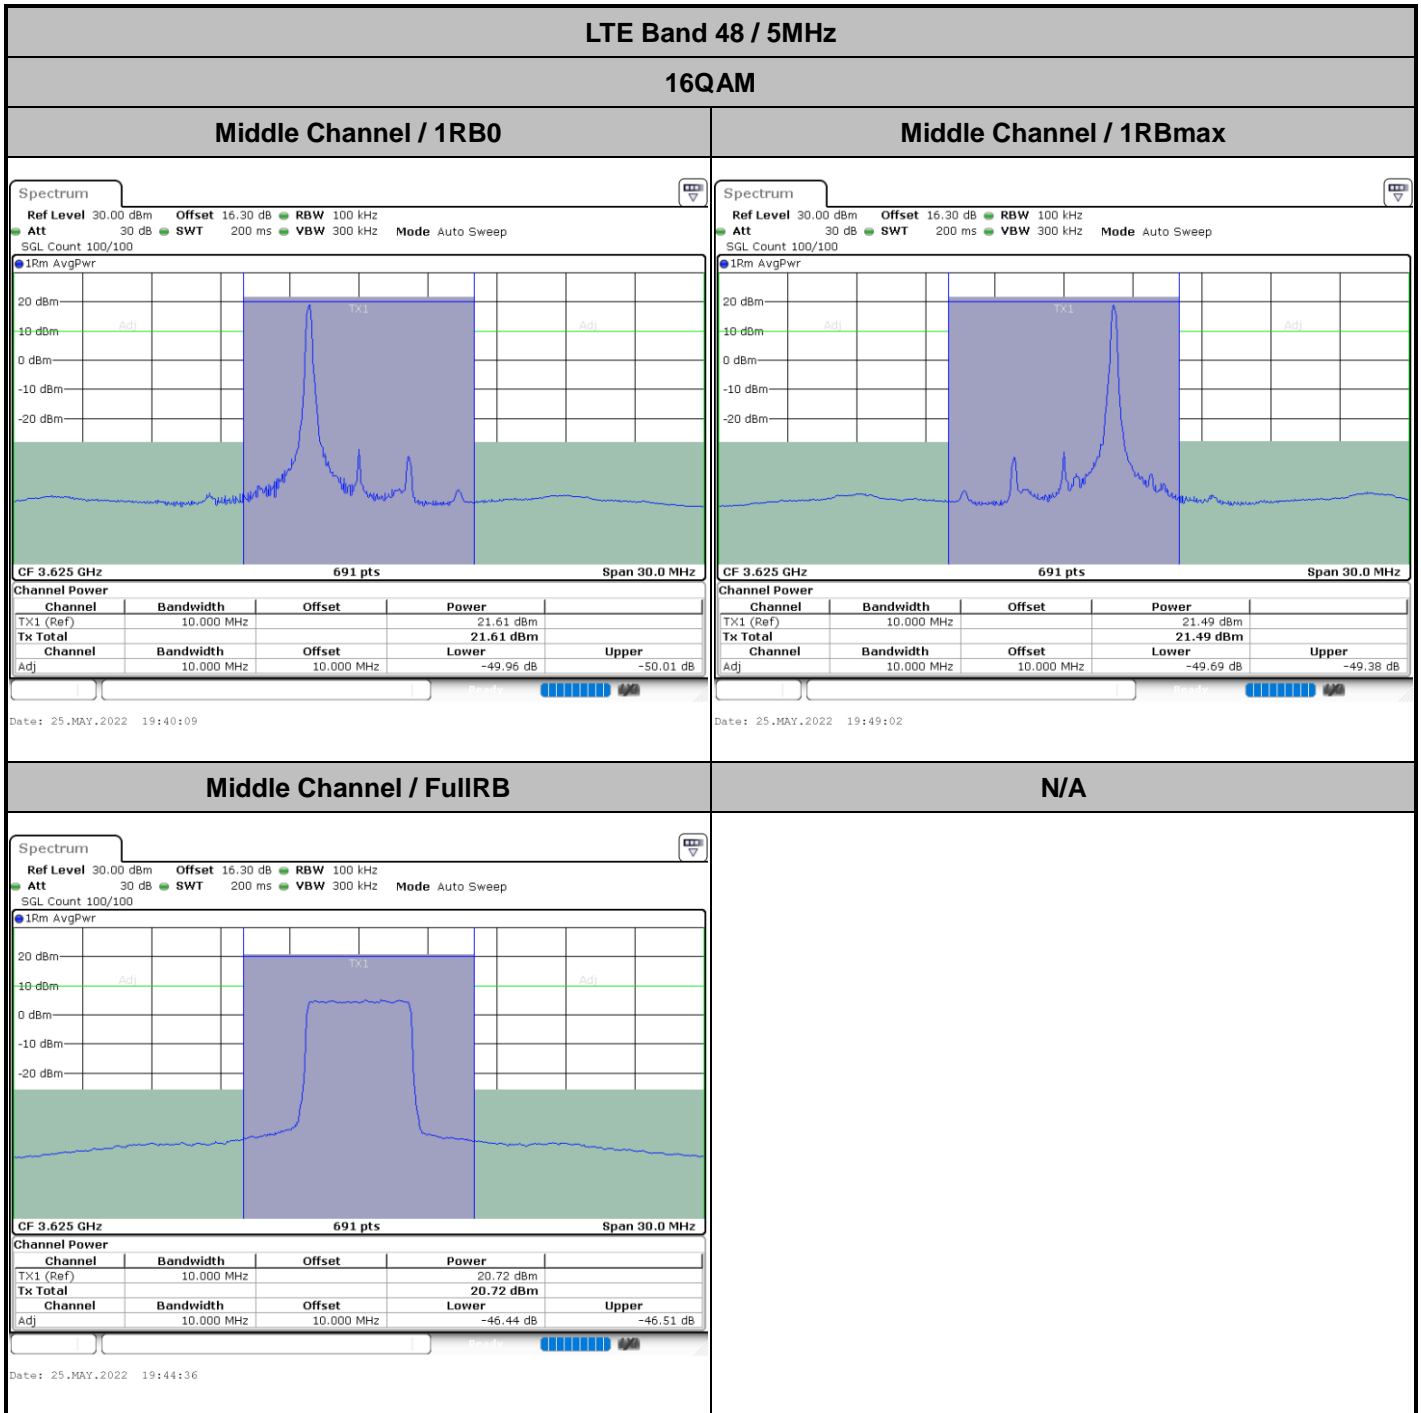 LTE Band 48 / 5MHz
16QAM
Middle Channel / 1RB0
Middle Channel / 1RBmax
Spectrum
Ref Level 30.00 dBm Offset 16.30 dB RBW 100 kHz
Att 30 dB SWT 200 ms VBW 300 kHz Mode Auto Sweep
SGL Count 100/100
1Rm AvgPwr
TX1
20 dBm
Adj Adj
10 dBm
0 dBm
-10 dBm
-20 dBm
CF 3.625 GHz 691 pts Span 30.0 MHz
Channel Power
Channel Bandwidth Offset Power
TX1 (Ref) 10.000 MHz 21.61 dBm
Tx Total 21.61 dBm
Channel Bandwidth Offset Lower Upper
Adj 10.000 MHz 10.000 MHz -49.96 dB -50.01 dB
Ready
Date: 25.MAY.2022 19:40:09
Spectrum
Ref Level 30.00 dBm Offset 16.30 dB RBW 100 kHz
Att 30 dB SWT 200 ms VBW 300 kHz Mode Auto Sweep
SGL Count 100/100
1Rm AvgPwr
TX1
20 dBm
Adj Adj
10 dBm
0 dBm
-10 dBm
-20 dBm
CF 3.625 GHz 691 pts Span 30.0 MHz
Channel Power
Channel Bandwidth Offset Power
TX1 (Ref) 10.000 MHz 21.49 dBm
Tx Total 21.49 dBm
Channel Bandwidth Offset Lower Upper
Adj 10.000 MHz 10.000 MHz -49.69 dB -49.38 dB
Ready
Date: 25.MAY.2022 19:49:02
Middle Channel / FullRB
N/A
Spectrum
Ref Level 30.00 dBm Offset 16.30 dB RBW 100 kHz
Att 30 dB SWT 200 ms VBW 300 kHz Mode Auto Sweep
SGL Count 100/100
1Rm AvgPwr
20 dBm
TX1
Adj Adj
10 dBm
0 dBm
-10 dBm
-20 dBm
CF 3.625 GHz 691 pts Span 30.0 MHz
Channel Power
Channel Bandwidth Offset Power
TX1 (Ref) 10.000 MHz 20.72 dBm
Tx Total 20.72 dBm
Channel Bandwidth Offset Lower Upper
Adj 10.000 MHz 10.000 MHz -46.44 dB -46.51 dB
Ready
Date: 25.MAY.2022 19:44:36